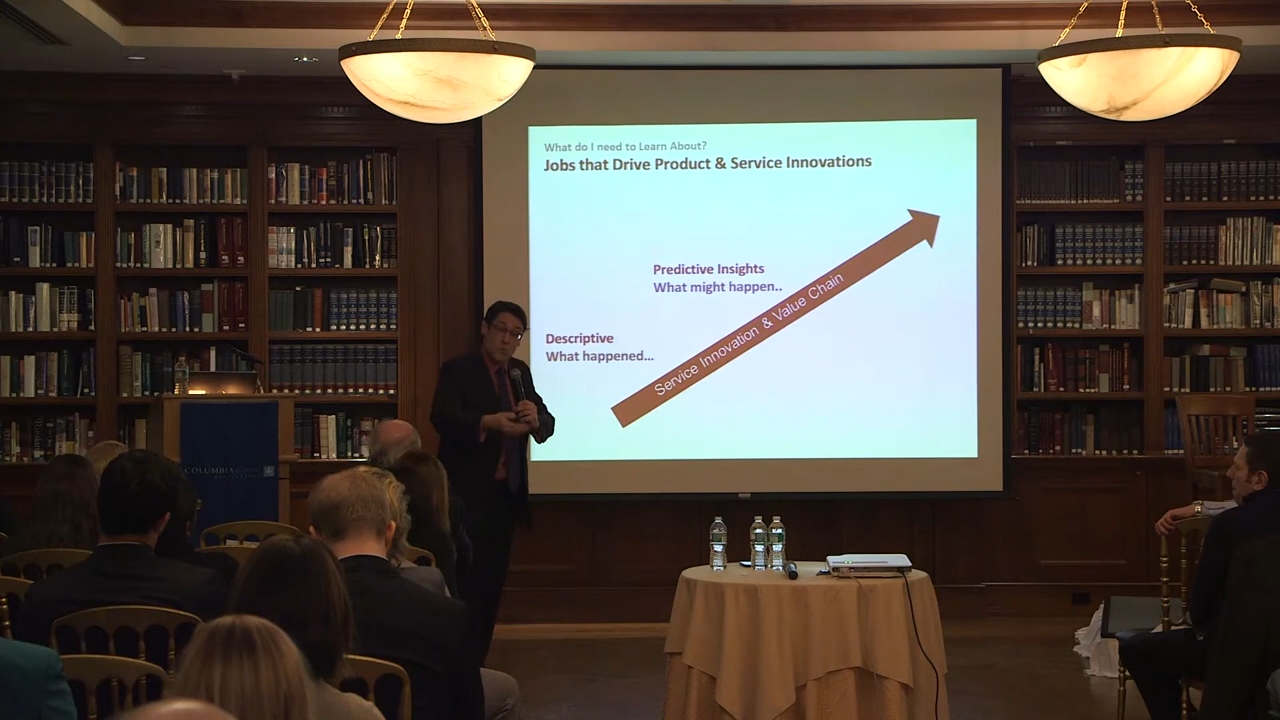 What do I need to Learn About?
Jobs that Drive Product & Service Innovations
Predictive Insights
What might happen..
Descriptive
What happened...
Service Innovation & Value Chain
COLUMBIA